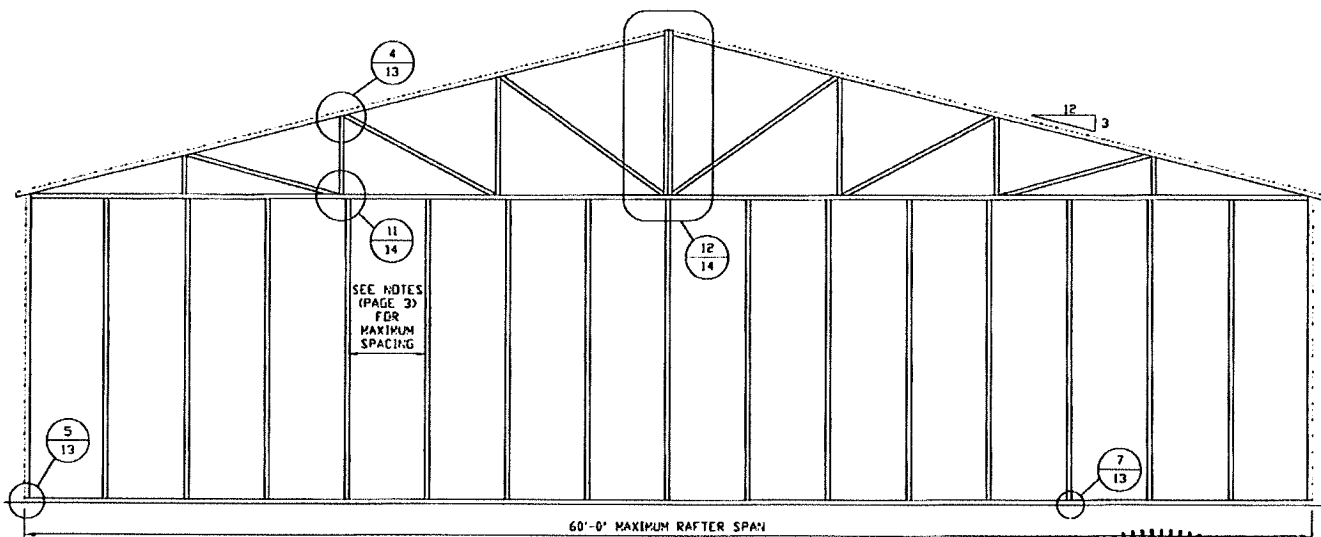 4
13
12
3
11
14
12
14
SEE NOTES
(PAGE 3)
FOR
MAXIMUM
SPACING
5
13
7
13
60'-0" MAXIMUM RAFTER SPAN